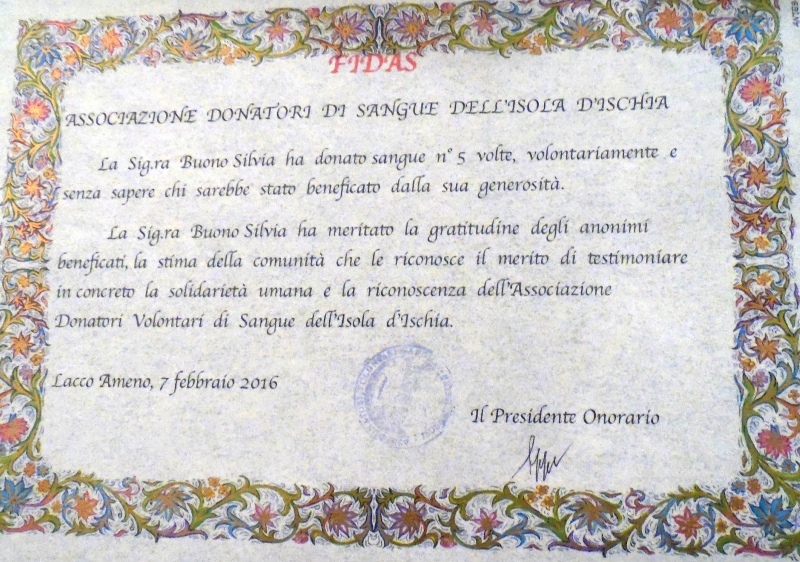 FIDAS
ASSOCIAZIONE DONATORI DI SANGUE DELL'ISOLA D'ISCHIA
La Sig.ra Buono Silvia ha donato sangue n° 5 volte, volontariamente e
senza sapere chi sarebbe stato beneficato dalla sua generosità.
La Sig.ra Buono Silvia ha meritato la gratitudine degli anonimi
beneficati, la stima della comunità che le riconosce il merito di testimoniare
in concreto la solidarietà umana e la riconoscenza dell'Associazione
Donatori Volontari di Sangue dell'Isola d'Ischia.
Lacco Ameno, 7 febbraio 2016
Il Presidente Onorario